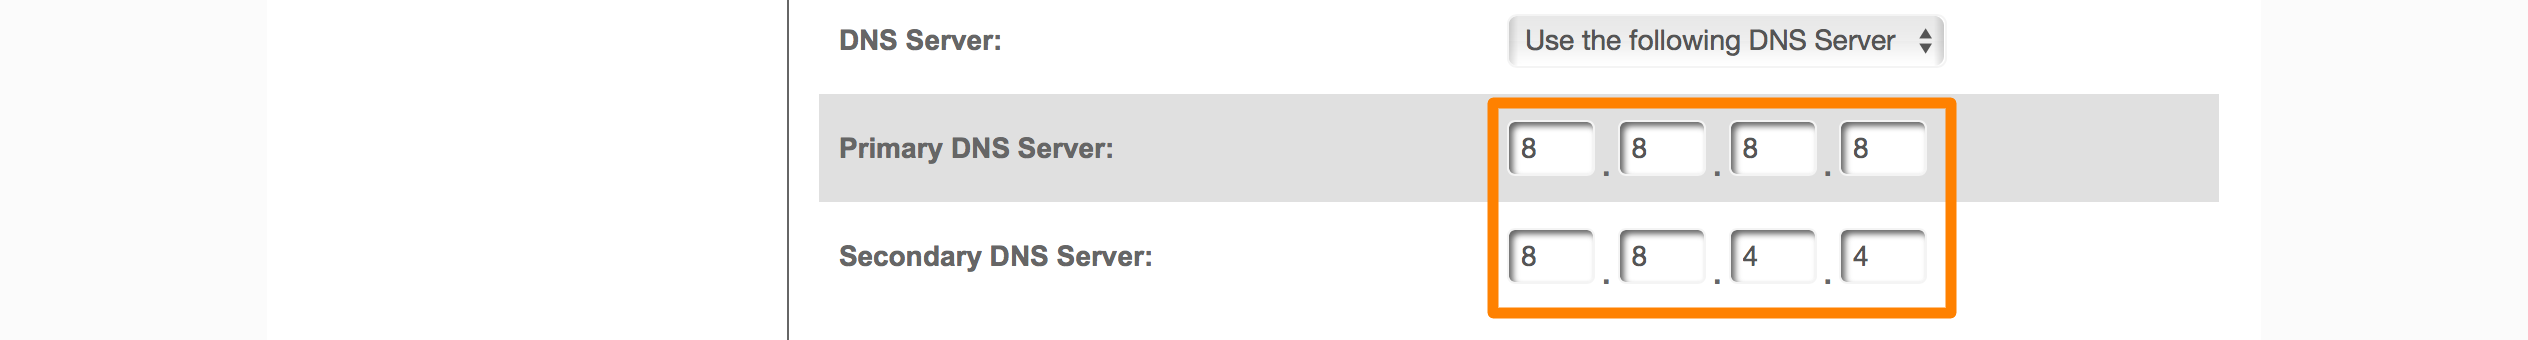 DNS Server: Use the following DNS Server
Primary DNS Server: 8 . 8 . 8 . 8
Secondary DNS Server: 8 . 8 . 4 . 4